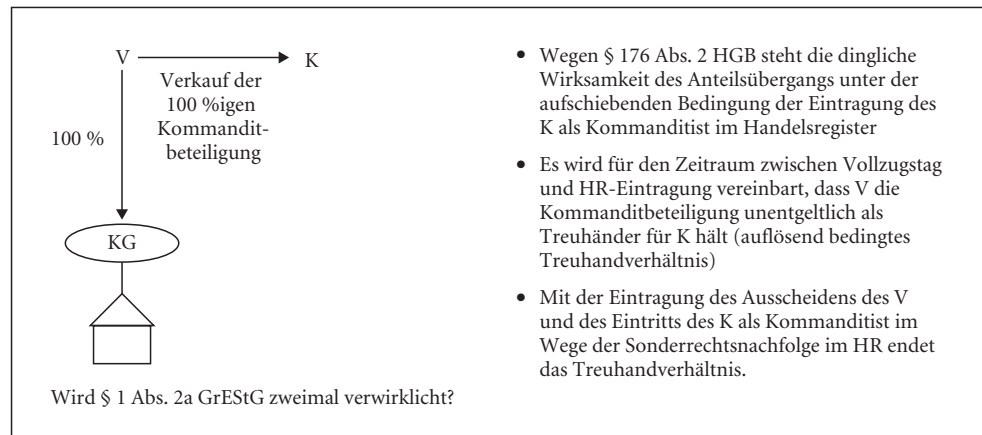 V
K
Verkauf der
100 %igen
Kommandit-
beteiligung
100 %
KG
Wird § 1 Abs. 2a GrEStG zweimal verwirklicht?
• Wegen § 176 Abs. 2 HGB steht die dingliche
Wirksamkeit des Anteilsübergangs unter der
aufschiebenden Bedingung der Eintragung des
K als Kommanditist im Handelsregister
• Es wird für den Zeitraum zwischen Vollzugstag
und HR-Eintragung vereinbart, dass V die
Kommanditbeteiligung unentgeltlich als
Treuhänder für K hält (auflösend bedingtes
Treuhandverhältnis)
• Mit der Eintragung des Ausscheidens des V
und des Eintritts des K als Kommanditist im
Wege der Sonderrechtsnachfolge im HR endet
das Treuhandverhältnis.